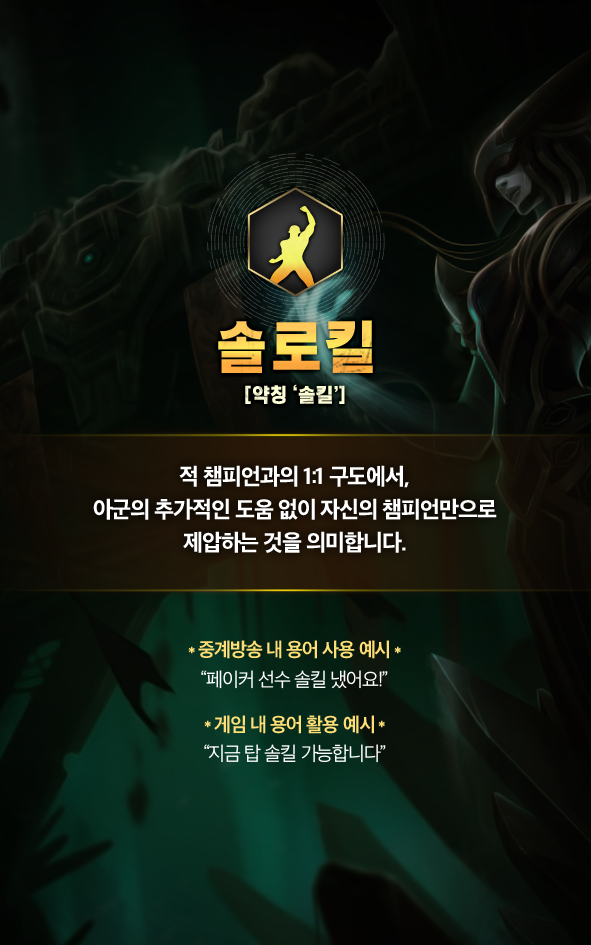 솔로킬
[약칭 ‘솔킬’]
적 챔피언과의 1:1 구도에서,
아군의 추가적인 도움 없이 자신의 챔피언만으로
제압하는 것을 의미합니다.
* 중계방송 내 용어 사용 예시 *
“페이커 선수 솔킬 냈어요!”
* 게임 내 용어 활용 예시 *
“지금 탑 솔킬 가능합니다”